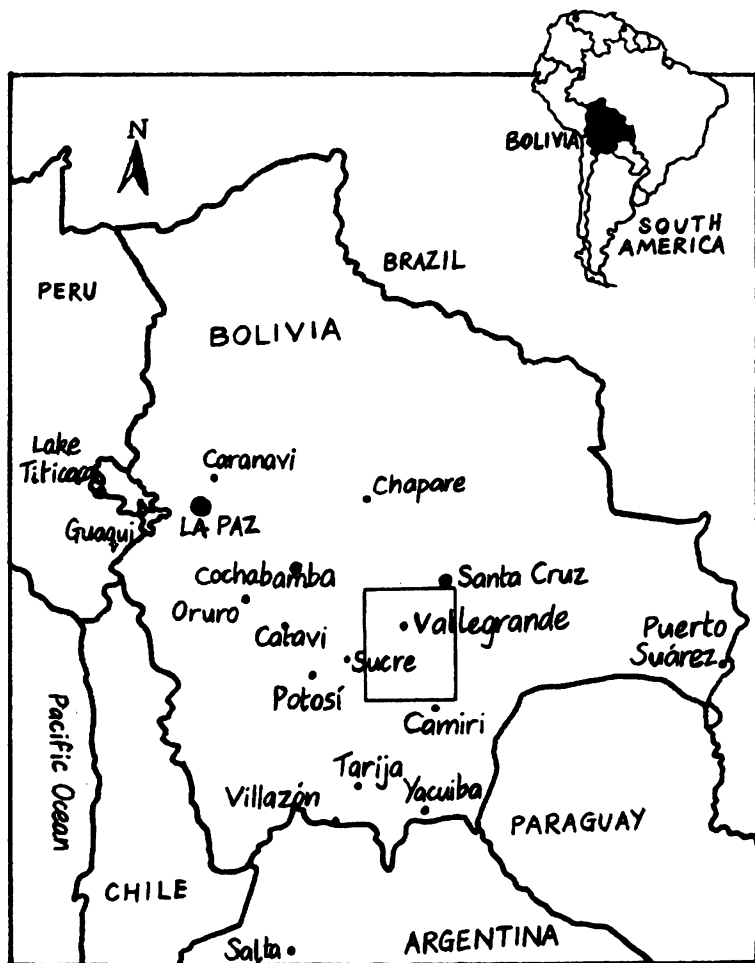 N
BOLIVIA
SOUTH
AMERICA
BRAZIL
PERU
BOLIVIA
Lake
Titicaca
Caranavi
Chapare
Guaqui
LA PAZ
Cochabamba
Santa Cruz
Oruro
Catavi
Vallegrande
Puerto
Suárez
Sucre
Potosí
Camiri
Pacific Ocean
Tarija
Villazón
Yacuiba
PARAGUAY
CHILE
ARGENTINA
Salta